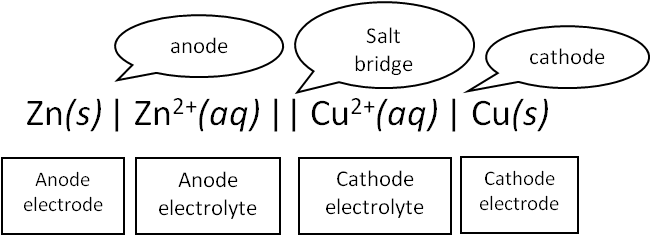 anode
Salt
bridge
cathode
Zn(s) | Zn²⁺(aq) || Cu²⁺(aq) | Cu(s)
Anode
electrode
Anode
electrolyte
Cathode
electrolyte
Cathode
electrode